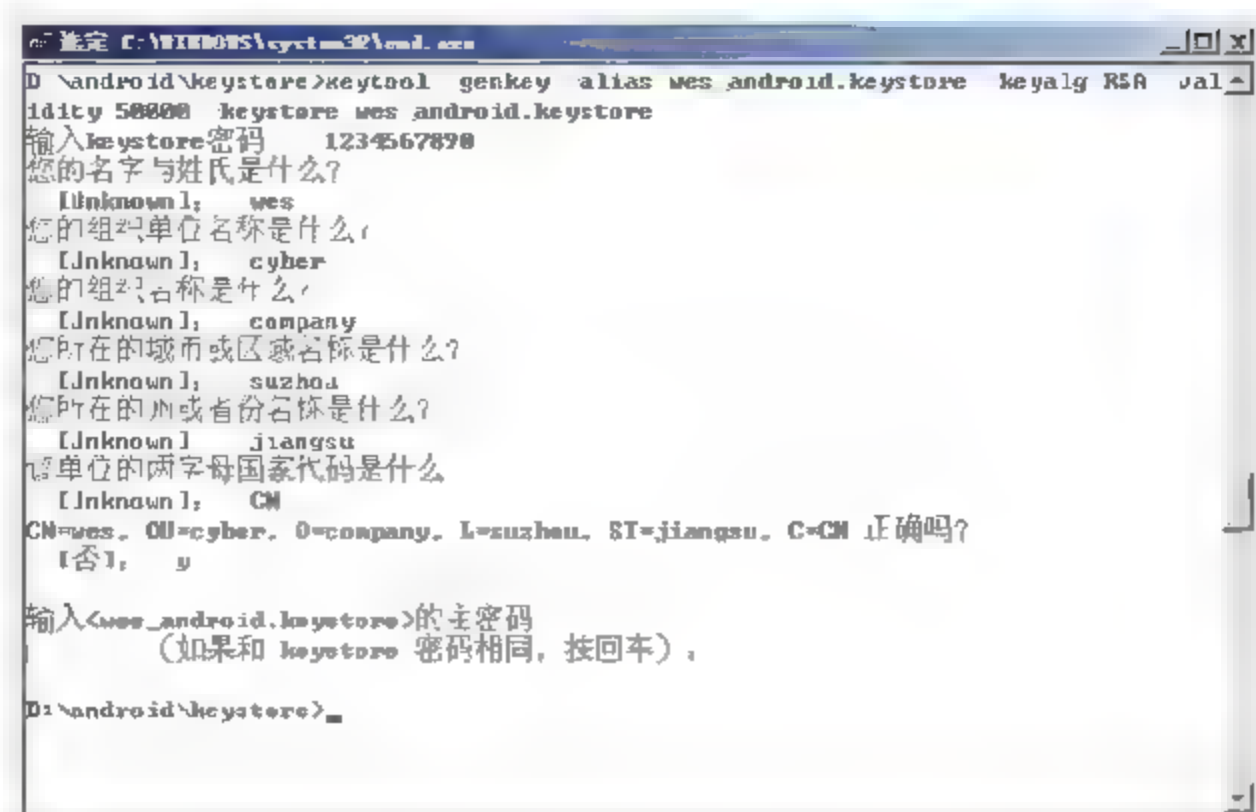 选定 C:\WINDOWS\system32\cmd.exe
D \android\keystore>keytool genkey alias wes_android.keystore keyalg RSA val
idity 50000 keystore wes_android.keystore
输入keystore密码 1234567890
您的名字与姓氏是什么?
[Unknown]: wes
您的组织单位名称是什么?
[Unknown]: cyber
您的组织名称是什么?
[Unknown]: company
您所在的城市或区域名称是什么?
[Unknown]: suzhou
您所在的州或省份名称是什么?
[Unknown] jiangsu
该单位的两字母国家代码是什么
[Unknown]: CN
CN=wes, OU=cyber, O=company, L=suzhou, ST=jiangsu, C=CN 正确吗?
[否]: y
输入<wes_android.keystore>的主密码
(如果和 keystore 密码相同, 按回车):
D:\android\keystore>_